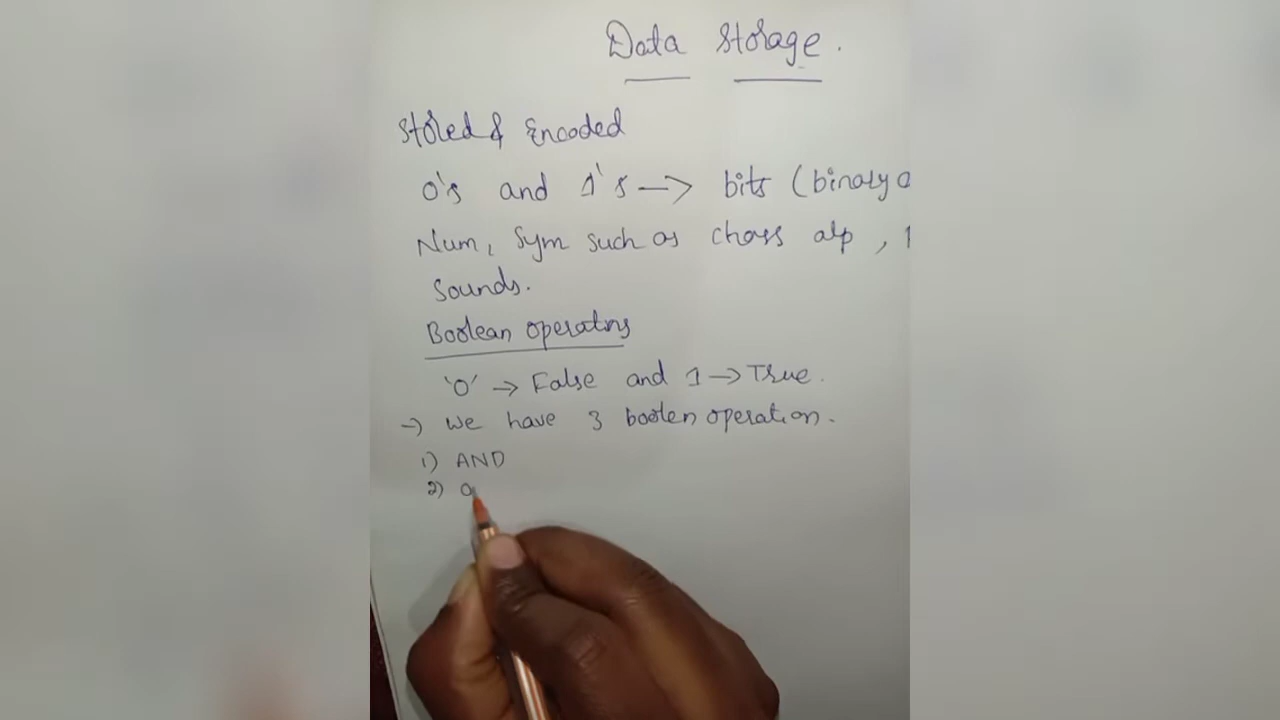 Data Storage.
Stored & Encoded
0's and 1's → bits (binary
Num, Sym such as chars alp,
Sounds.
Boolean operations
'0' → False and 1 → True.
→ We have 3 boolen operation.
1) AND
2) O